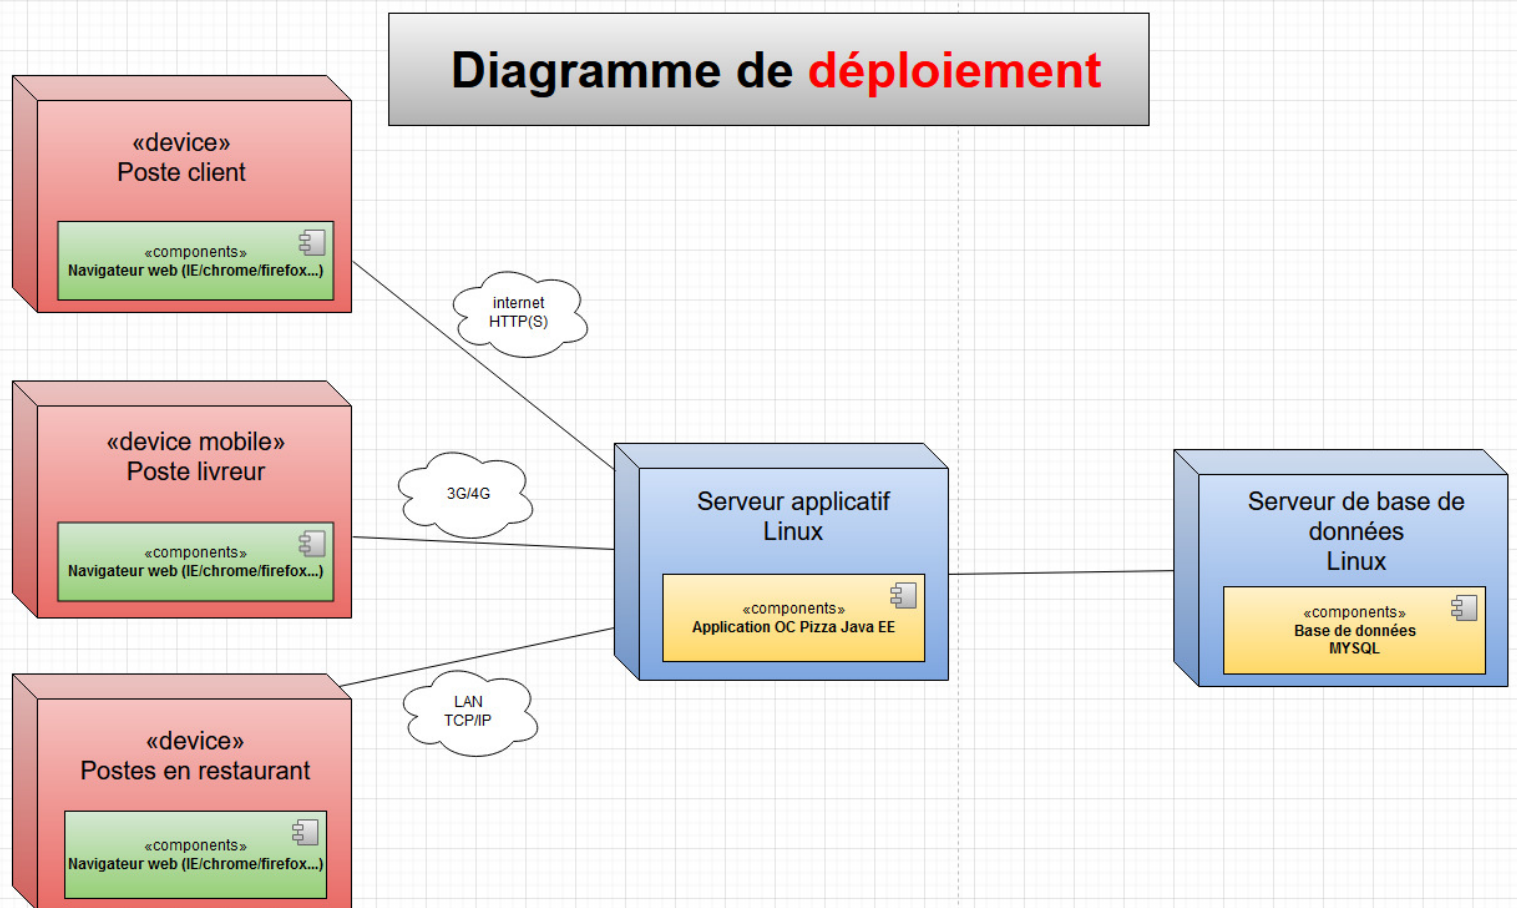 Diagramme de déploiement
«device»
Poste client
«components»
Navigateur web (IE/chrome/firefox...)
internet
HTTP(S)
«device mobile»
Poste livreur
«components»
Navigateur web (IE/chrome/firefox...)
3G/4G
«device»
Postes en restaurant
«components»
Navigateur web (IE/chrome/firefox...)
LAN
TCP/IP
Serveur applicatif
Linux
«components»
Application OC Pizza Java EE
Serveur de base de
données
Linux
«components»
Base de données
MYSQL